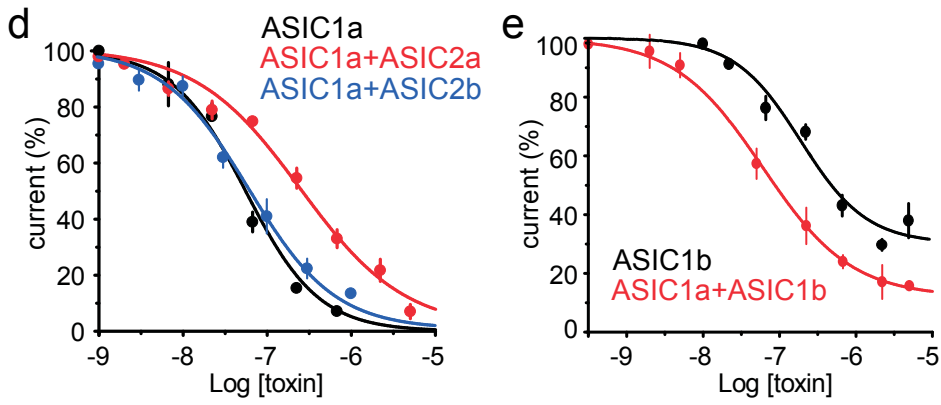 d
ASIC1a
ASIC1a+ASIC2a
ASIC1a+ASIC2b
100
80
60
40
20
0
current (%)
-9 -8 -7 -6 -5
Log [toxin]
e
100
80
60
40
20
0
current (%)
ASIC1b
ASIC1a+ASIC1b
-9 -8 -7 -6 -5
Log [toxin]